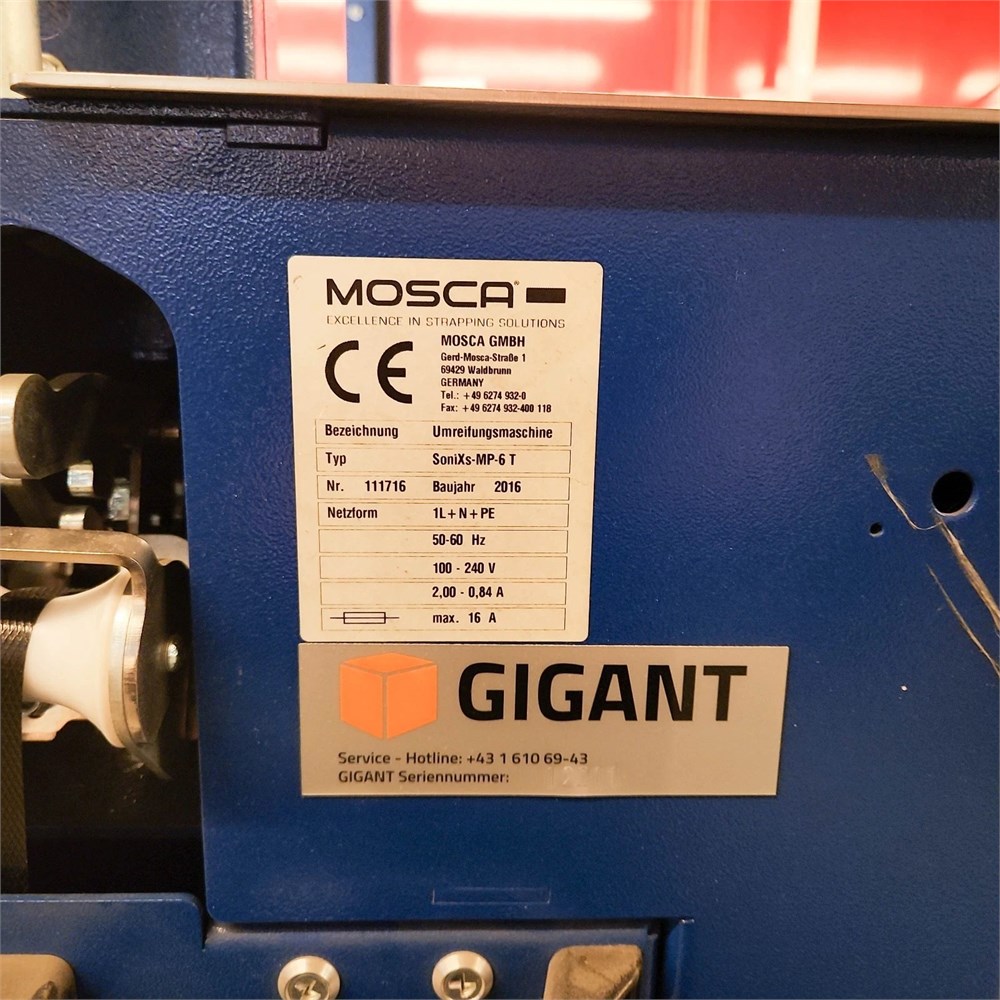 MOSCA®
EXCELLENCE IN STRAPPING SOLUTIONS
CE
MOSCA GMBH
Gerd-Mosca-Straße 1
69429 Waldbrunn
GERMANY
Tel.: +49 6274 932-0
Fax: +49 6274 932-400 118
Bezeichnung Umreifungsmaschine
Typ SoniXs-MP-6 T
Nr. 111716 Baujahr 2016
Netzform 1L+N+PE
50-60 Hz
100 - 240 V
2,00 - 0,84 A
max. 16 A
GIGANT
Service - Hotline: +43 1 610 69-43
GIGANT Seriennummer: